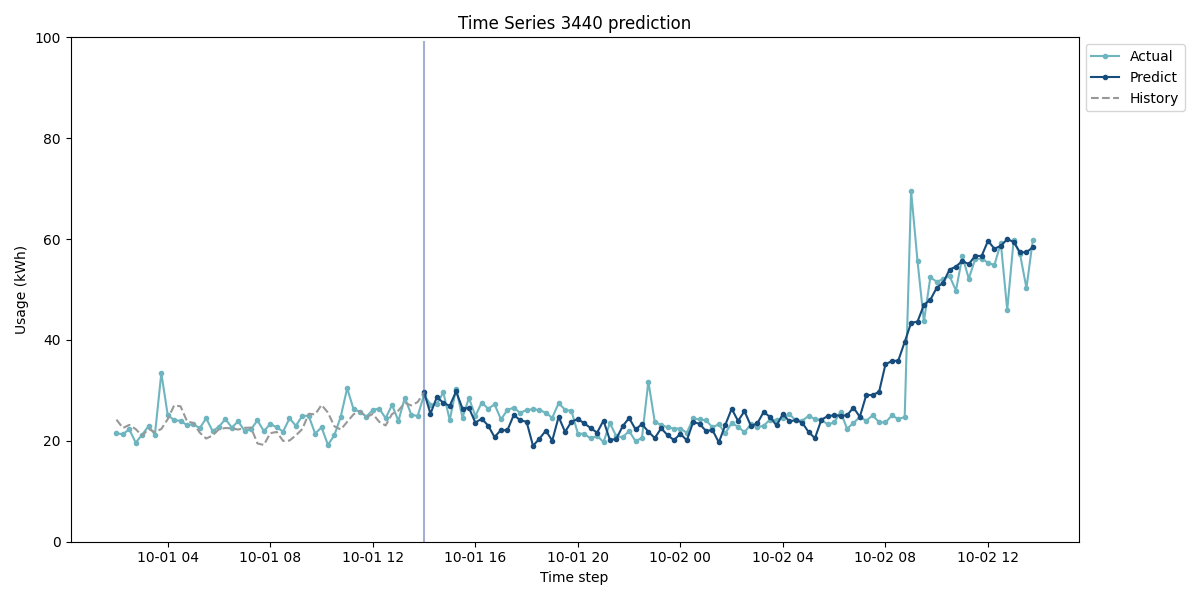 Time Series 3440 prediction
100
80
60
40
20
0
Usage (kWh)
10-01 04
10-01 08
10-01 12
10-01 16
10-01 20
10-02 00
10-02 04
10-02 08
10-02 12
Time step
Actual
Predict
History